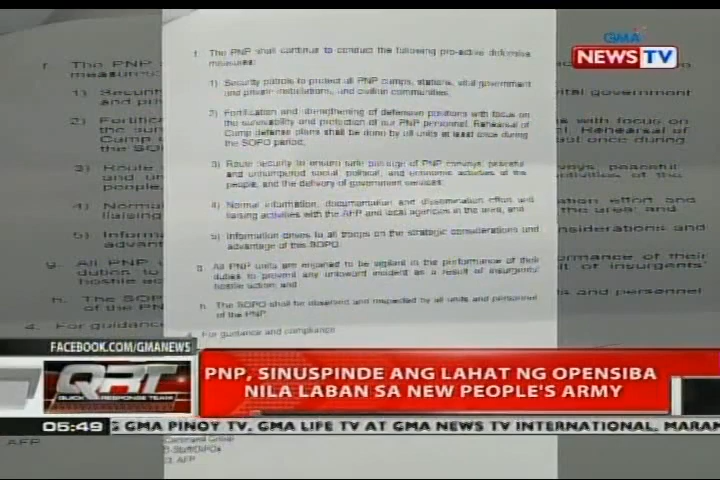 GMA
NEWS TV
f. The PNP shall continue to conduct the following pro-active defensive
measures:
1) Security patrols to protect all PNP camps, stations, vital government
and private institutions, and civilian communities;
2) Fortification and strengthening of defensive positions with focus on
the survivability and protection of our PNP personnel. Rehearsal of
Camp defense plans shall be done by all units at least once during
the SOPO period;
3) Route security to ensure safe passage of PNP convoys, peaceful
and unhampered social, political, and economic activities of the
people, and the delivery of government services;
4) Normal information, documentation and dissemination effort and
liaising activities with the AFP and local agencies in the area; and
5) Information drives to all troops on the strategic considerations and
advantage of this SOPO.
g. All PNP units are enjoined to be vigilant in the performance of their
duties to prevent any untoward incident as a result of insurgents'
hostile action; and
h. The SOPO shall be observed and respected by all units and personnel
of the PNP.
4. For guidance and compliance
FACEBOOK.COM/GMANEWS
QRT
QUICK RESPONSE TEAM
PNP, SINUSPINDE ANG LAHAT NG OPENSIBA
NILA LABAN SA NEW PEOPLE'S ARMY
05:49
GMA PINOY TV, GMA LIFE TV AT GMA NEWS TV INTERNATIONAL. MARAM
Command Group
AFP